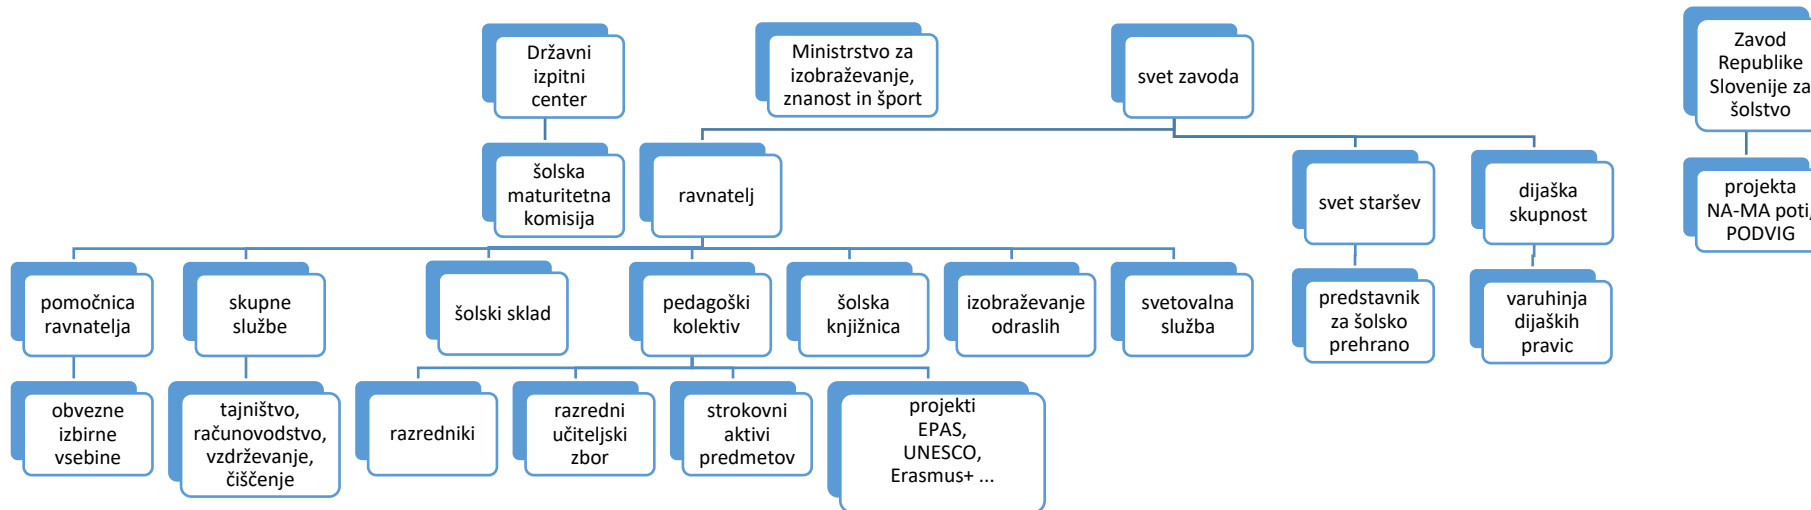 Državni
izpitni
center
Ministrstvo za
izobraževanje,
znanost in šport
svet zavoda
Zavod
Republike
Slovenije za
šolstvo
šolska
maturitetna
komisija
ravnatelj
svet staršev
dijaška
skupnost
projekta
NA-MA poti,
PODVIG
pomočnica
ravnatelja
skupne
službe
šolski sklad
pedagoški
kolektiv
šolska
knjižnica
izobraževanje
odraslih
svetovalna
služba
predstavnik
za šolsko
prehrano
varuhinja
dijaških
pravic
obvezne
izbirne
vsebine
tajništvo,
računovodstvo,
vzdrževanje,
čiščenje
razredniki
razredni
učiteljski
zbor
strokovni
aktivi
predmetov
projekti
EPAS,
UNESCO,
Erasmus+ ...